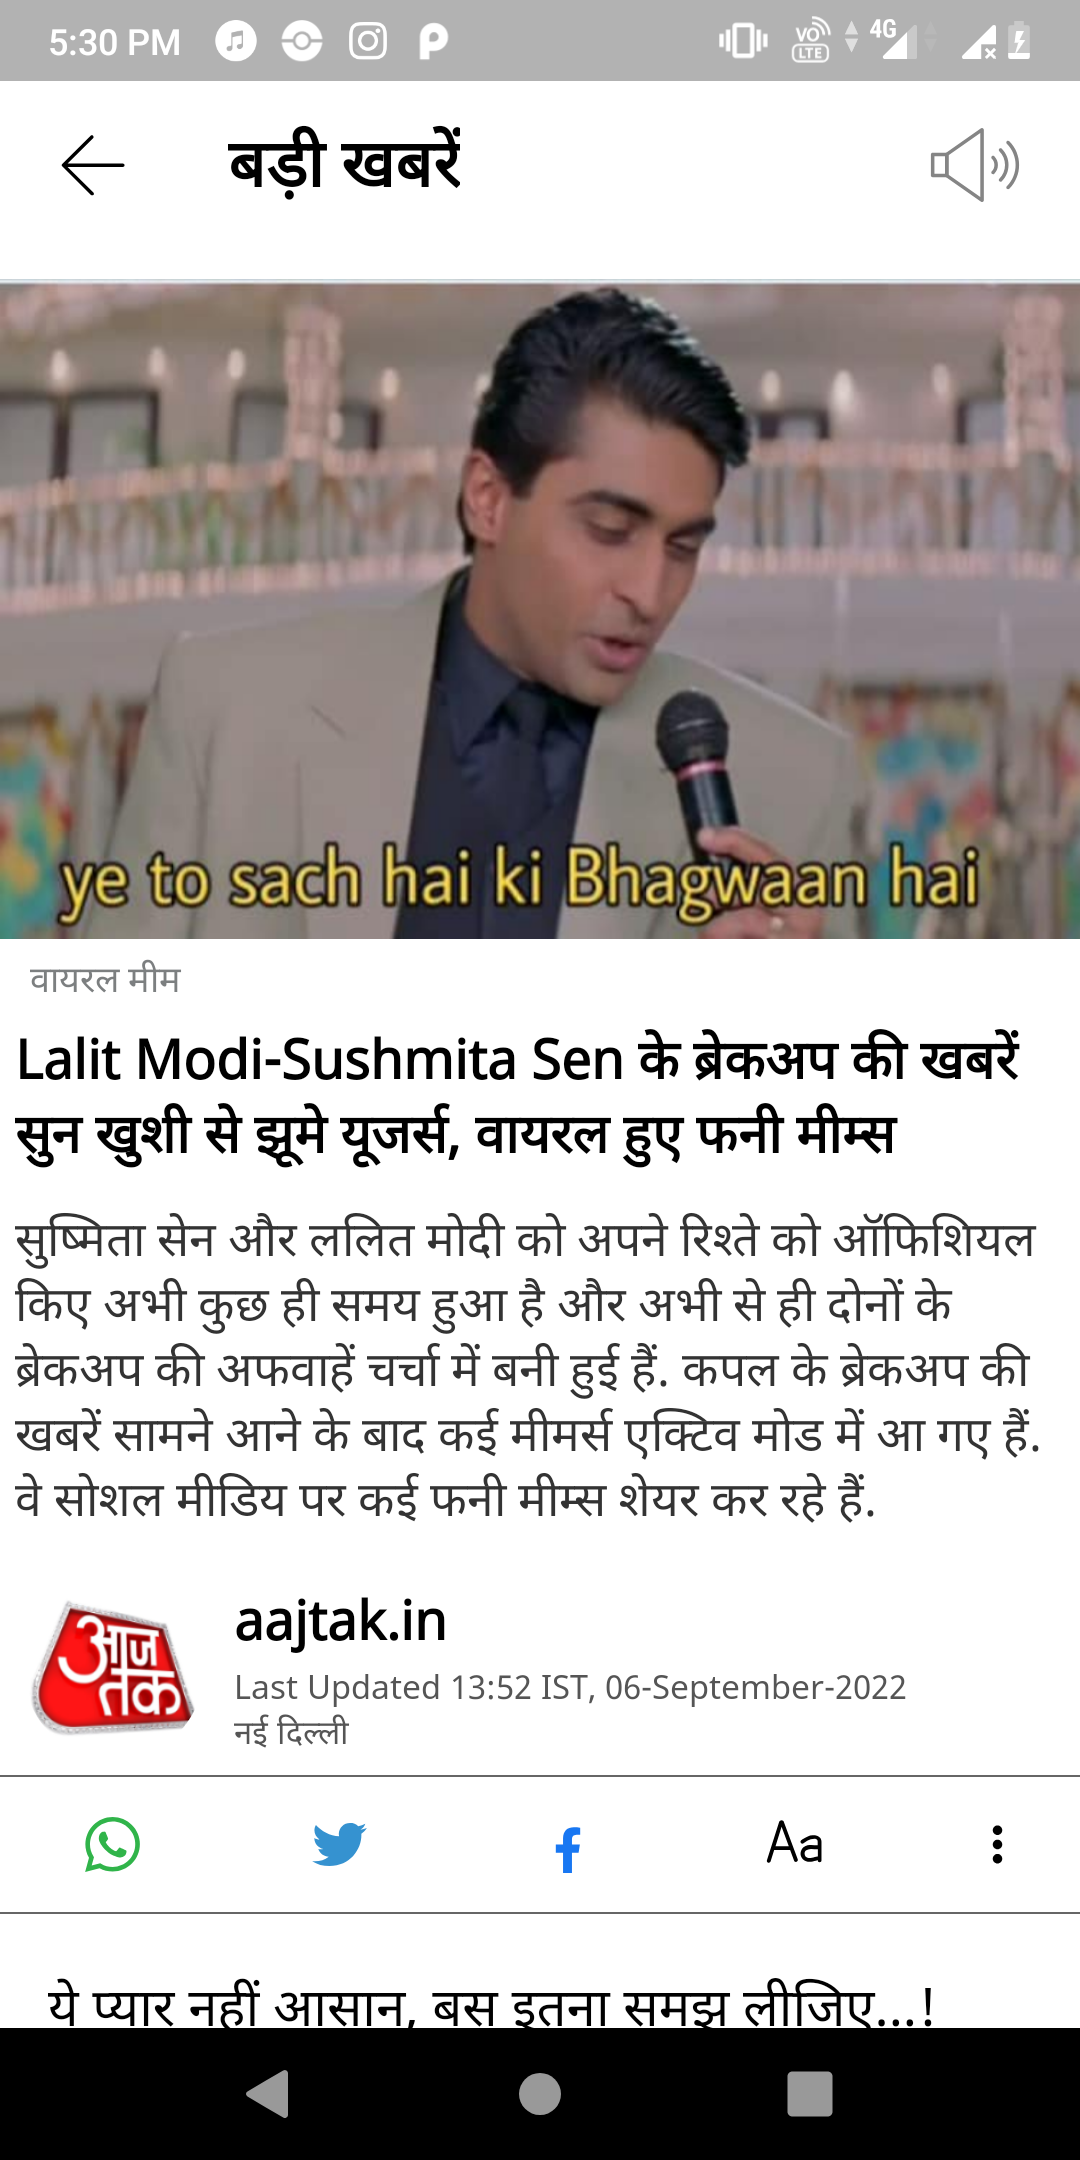 5:30 PM
VO
LTE
4G
बड़ी खबरें
ye to sach hai ki Bhagwaan hai
वायरल मीम
Lalit Modi-Sushmita Sen के ब्रेकअप की खबरें
सुन खुशी से झूमे यूजर्स, वायरल हुए फनी मीम्स
सुष्मिता सेन और ललित मोदी को अपने रिश्ते को ऑफिशियल
किए अभी कुछ ही समय हुआ है और अभी से ही दोनों के
ब्रेकअप की अफवाहें चर्चा में बनी हुई हैं. कपल के ब्रेकअप की
खबरें सामने आने के बाद कई मीमर्स एक्टिव मोड में आ गए हैं.
वे सोशल मीडिय पर कई फनी मीम्स शेयर कर रहे हैं.
आज
तक
aajtak.in
Last Updated 13:52 IST, 06-September-2022
नई दिल्ली
Aa
ये प्यार नहीं आसान, बस इतना समझ लीजिए...!